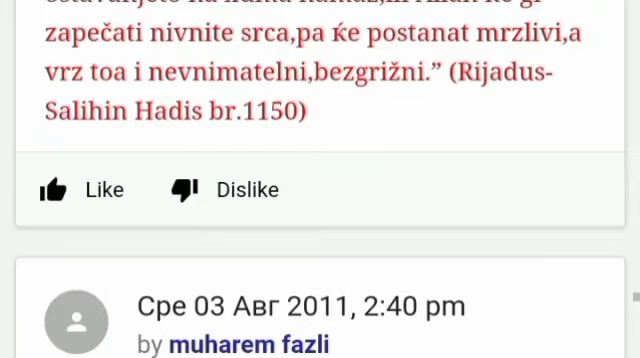 zapečati nivnite srca,pa ḱe postanat mrzlivi,a
vrz toa i nevnimatelni,bezgrižni.” (Rijadus-
Salihin Hadis br.1150)
Like Dislike
Сре 03 Авг 2011, 2:40 pm
by muharem fazli